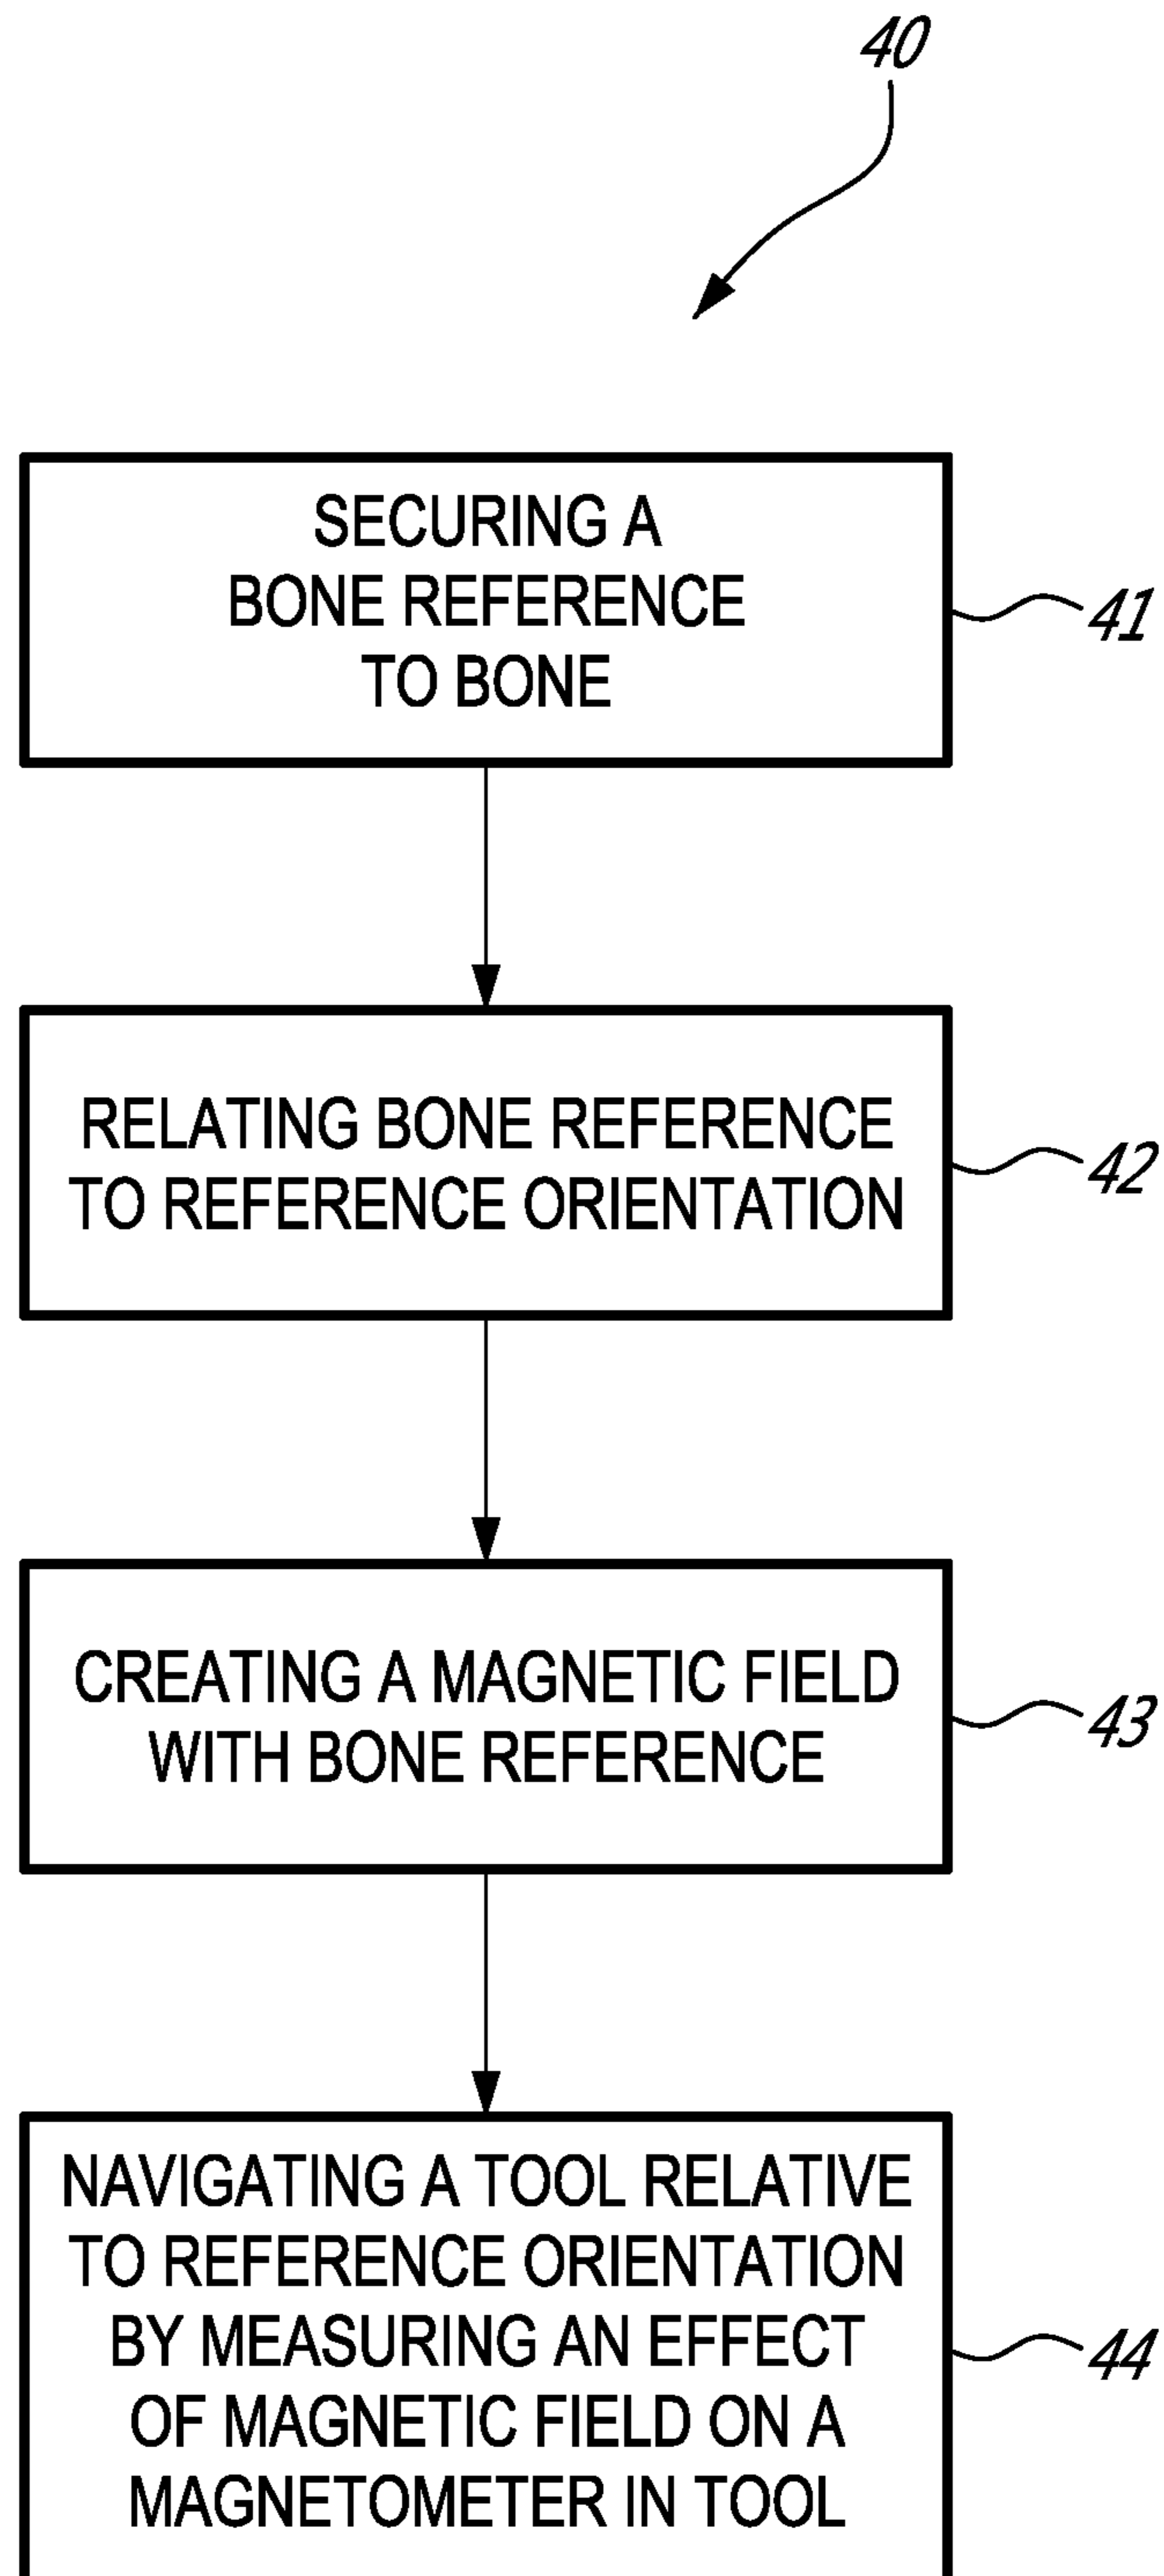 40
SECURING A
BONE REFERENCE
TO BONE
41
RELATING BONE REFERENCE
TO REFERENCE ORIENTATION
42
CREATING A MAGNETIC FIELD
WITH BONE REFERENCE
43
NAVIGATING A TOOL RELATIVE
TO REFERENCE ORIENTATION
BY MEASURING AN EFFECT
OF MAGNETIC FIELD ON A
MAGNETOMETER IN TOOL
44